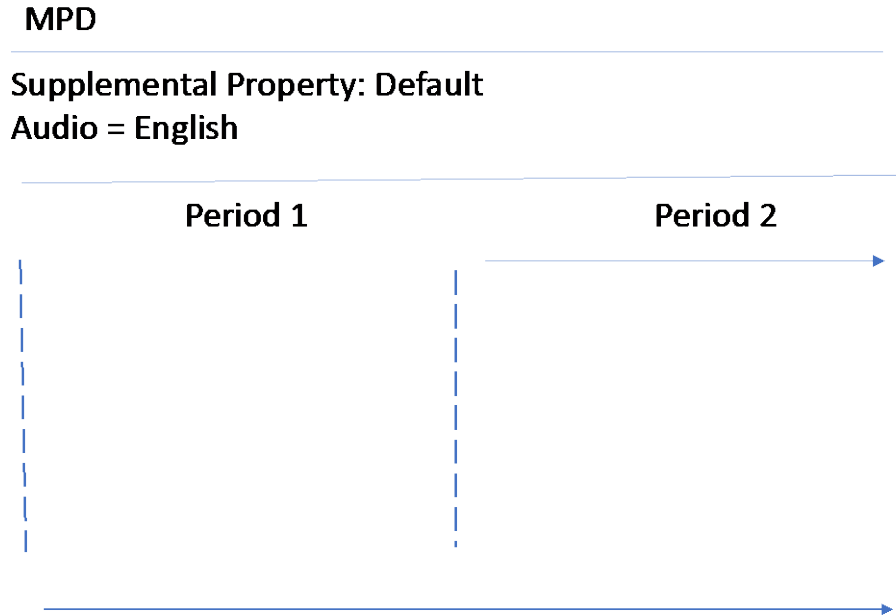 MPD
Supplemental Property: Default
Audio = English
Period 1
Period 2